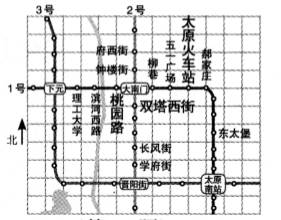 3号
2号
太原火车站
府西街
钟楼街
柳巷
五一广场
郝家庄
1号
下元
大南门
理工大学
滨河西路
桃园路
双塔西街
北
东太堡
长风街
学府街
晋阳街
太原南站